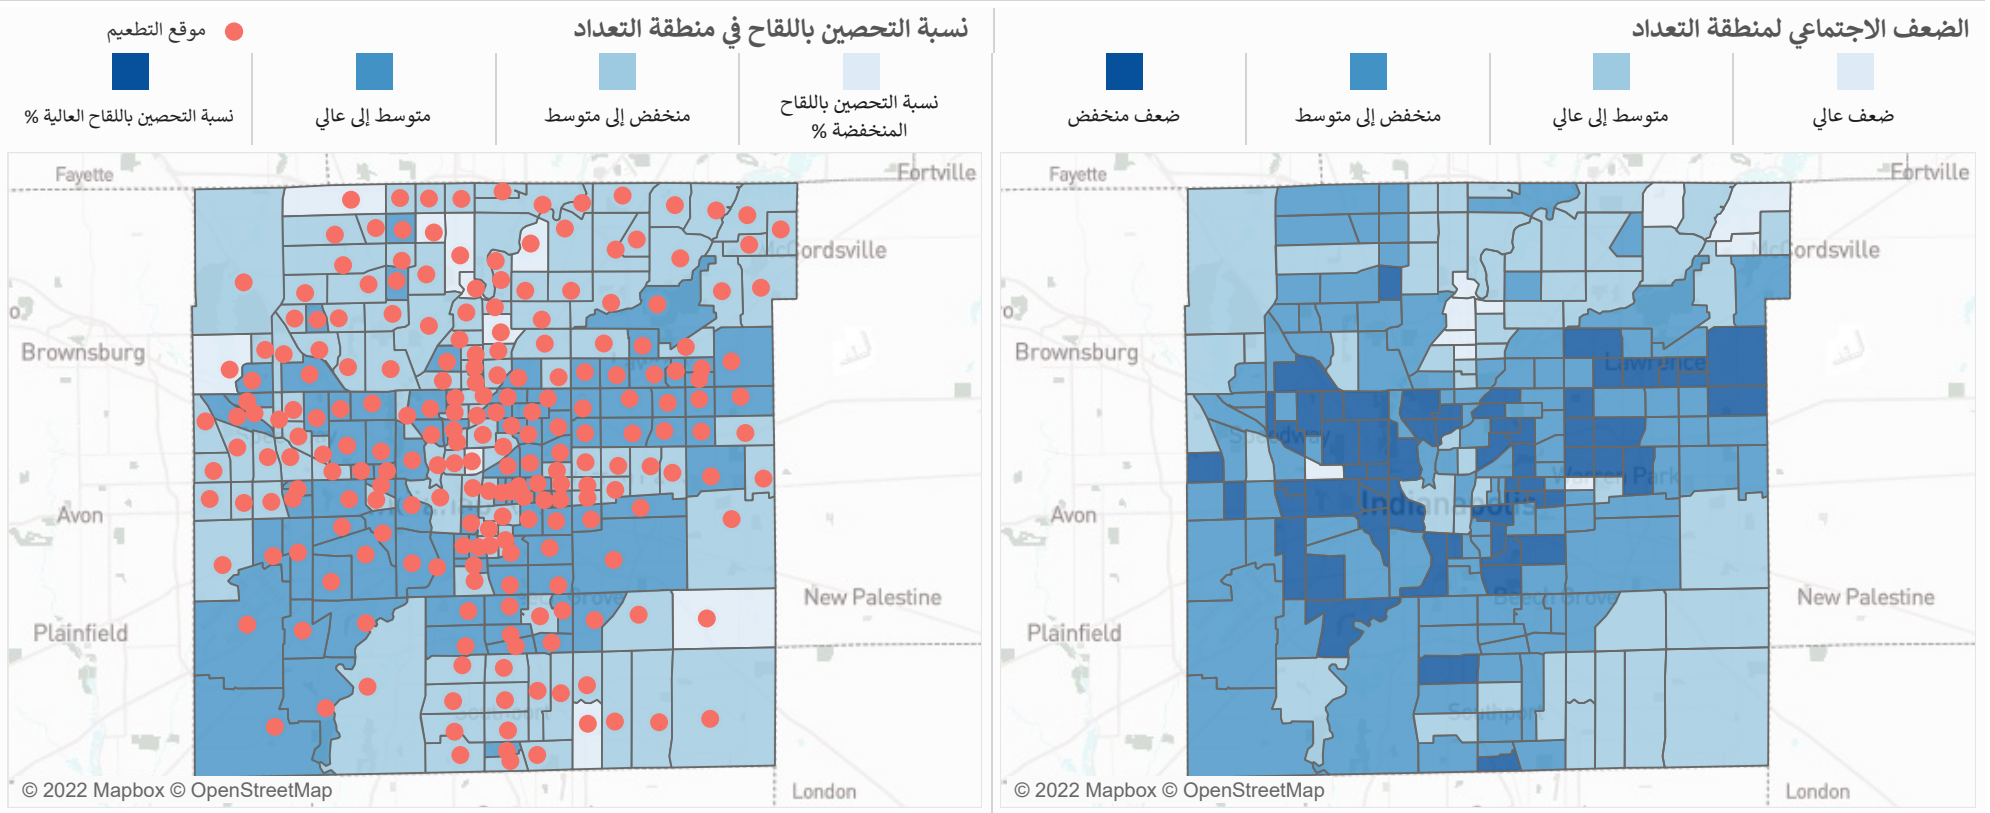 الضعف الاجتماعي لمنطقة التعداد
ضعف عالي
متوسط إلى عالي
منخفض إلى متوسط
ضعف منخفض
نسبة التحصين باللقاح في منطقة التعداد
موقع التطعيم
نسبة التحصين باللقاح
المنخفضة %
منخفض إلى متوسط
متوسط إلى عالي
نسبة التحصين باللقاح العالية %
Fayette
Fortville
McCordsville
Brownsburg
Lawrence
Speedway
Warren Park
Indianapolis
Avon
Beech Grove
New Palestine
Plainfield
Southport
London
© 2022 Mapbox © OpenStreetMap
Fayette
Fortville
McCordsville
Brownsburg
Avon
Grove
New Palestine
Plainfield
Southport
London
© 2022 Mapbox © OpenStreetMap